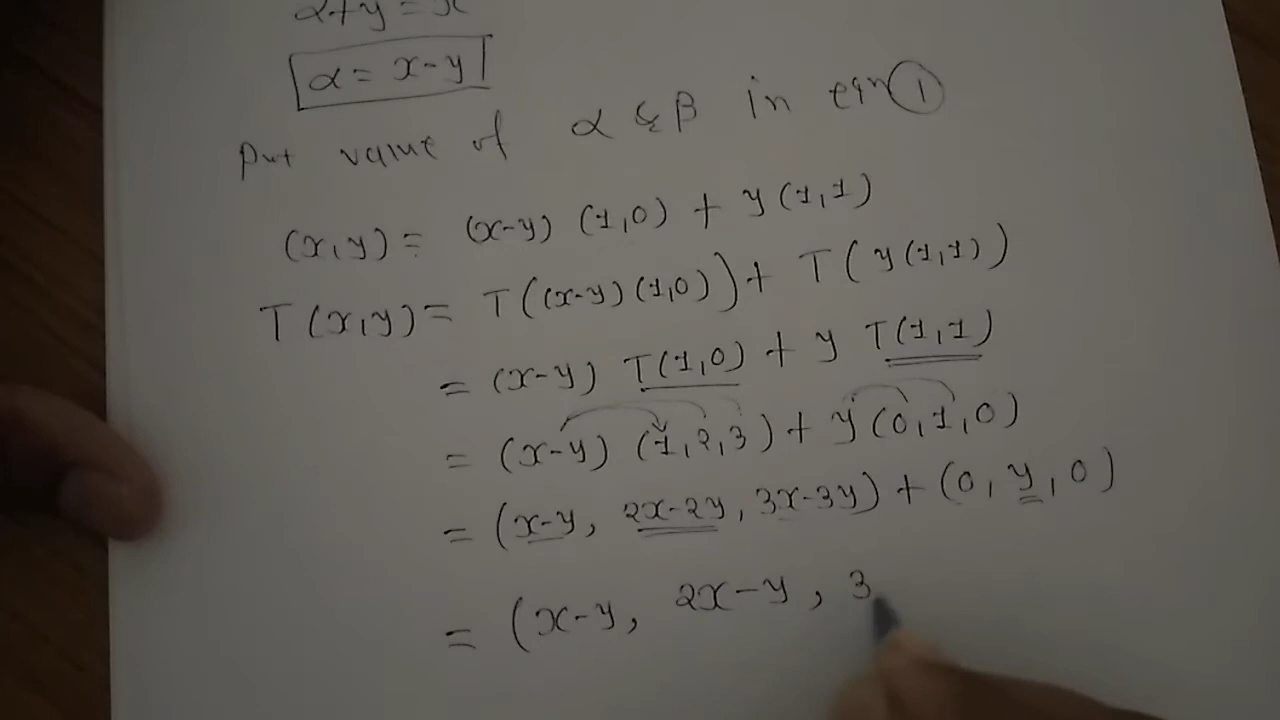 α+y = x
α = x-y
Put value of α & β in eqn ①
(x,y) = (x-y) (1,0) + y (1,1)
T(x,y) = T((x-y)(1,0)) + T(y(1,1))
= (x-y) T(1,0) + y T(1,1)
= (x-y) (1,2,3) + y (0,1,0)
= (x-y, 2x-2y, 3x-3y) + (0, y, 0)
= (x-y, 2x-y, 3